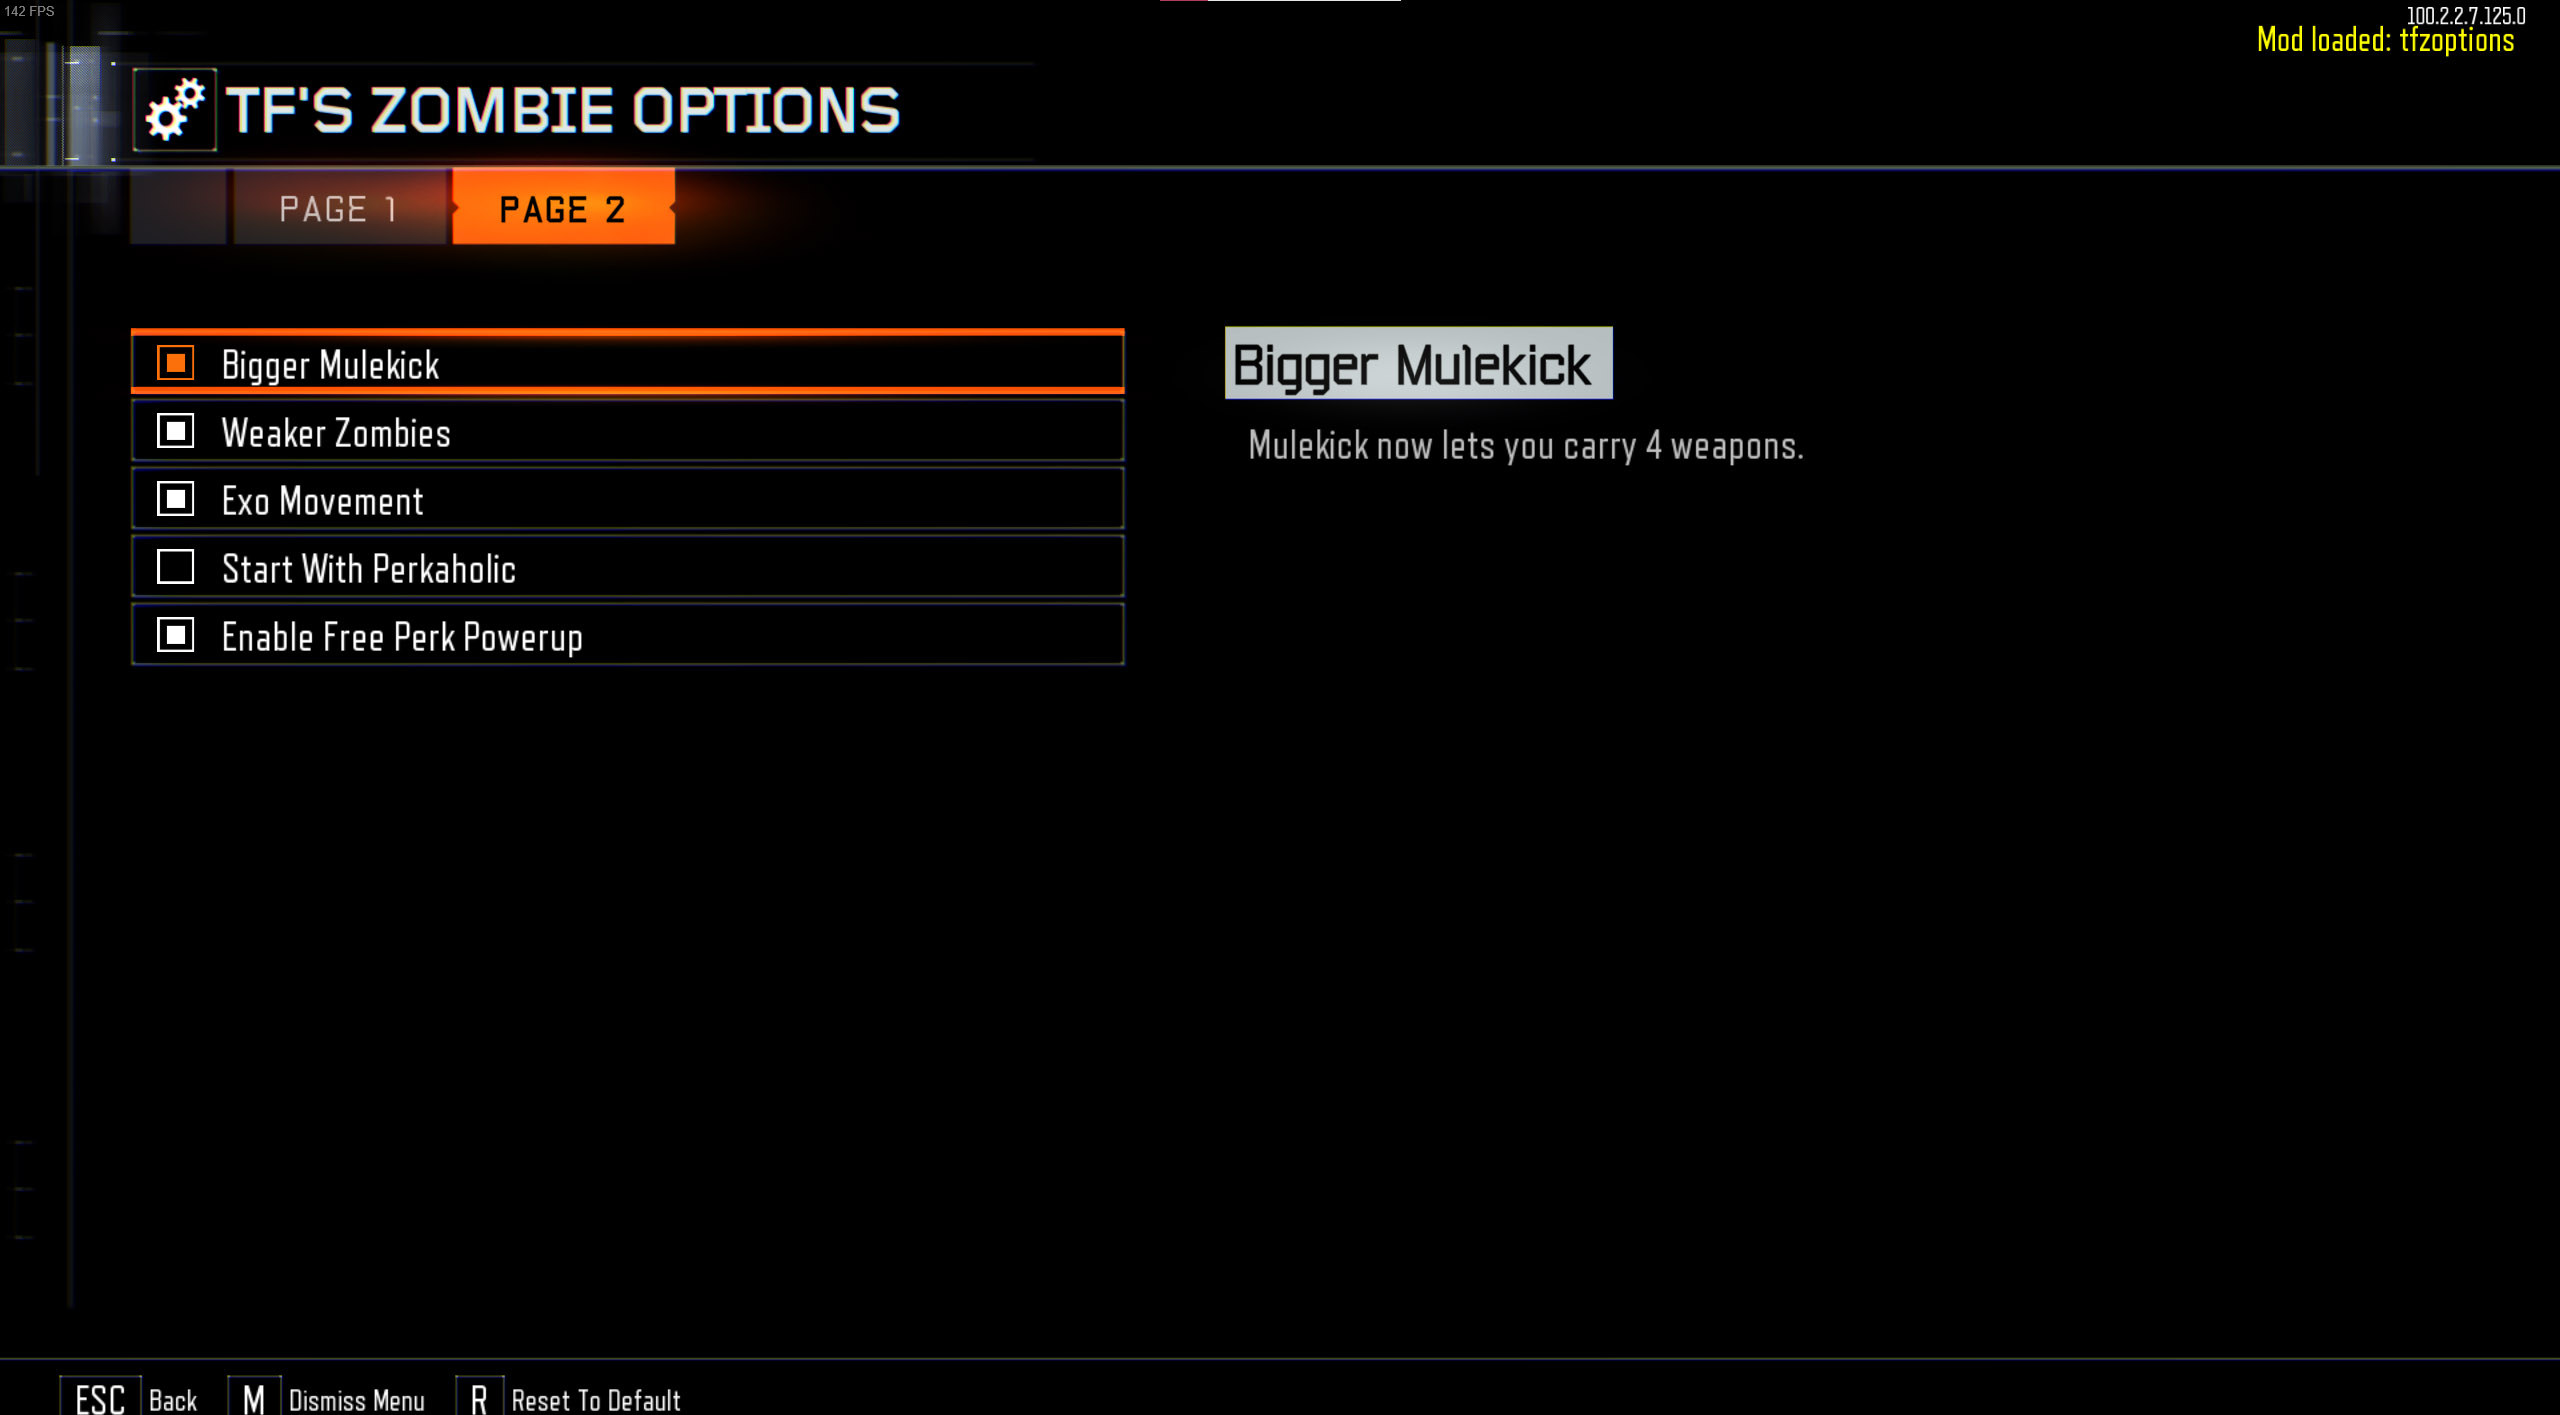 142 FPS
100.2.2.7.125.0
Mod loaded: tfzoptions
TF'S ZOMBIE OPTIONS
PAGE 1
PAGE 2
Bigger Mulekick
Weaker Zombies
Exo Movement
Start With Perkaholic
Enable Free Perk Powerup
Bigger Mulekick
Mulekick now lets you carry 4 weapons.
ESC Back M Dismiss Menu R Reset To Default